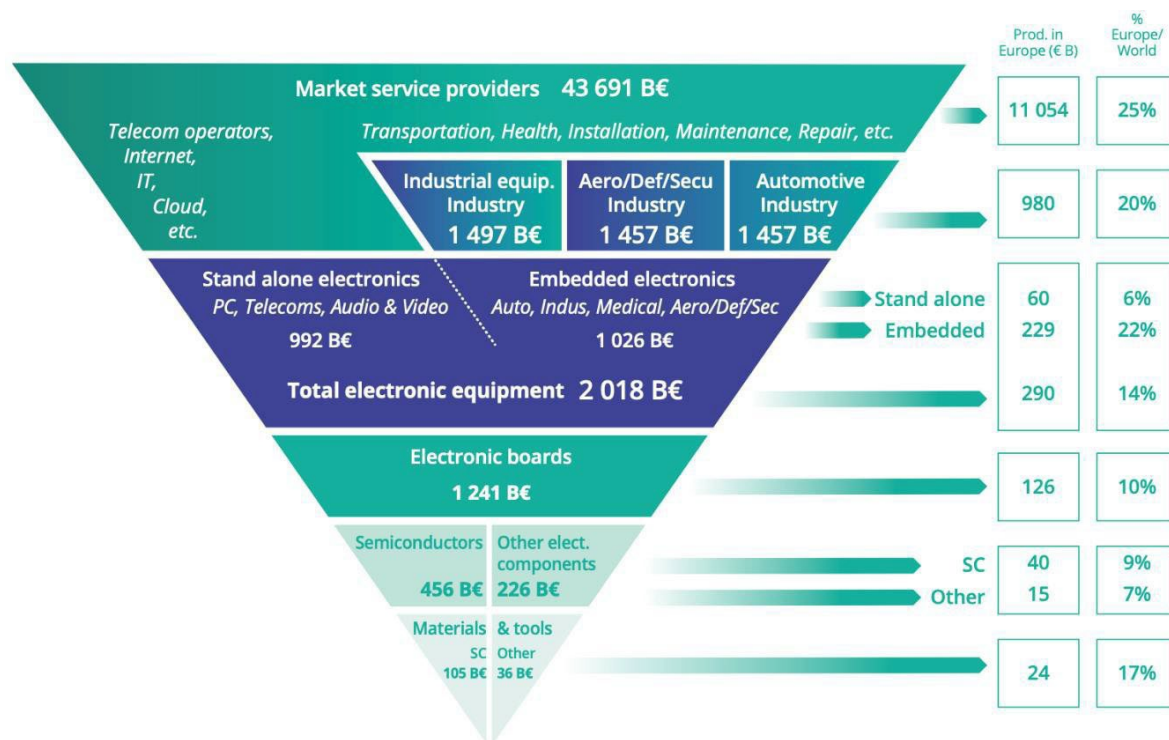 Prod. in
Europe (€ B)
%
Europe/
World
Market service providers 43 691 B€
11 054
25%
Telecom operators,
Internet,
IT,
Cloud,
etc.
Transportation, Health, Installation, Maintenance, Repair, etc.
Industrial equip.
Industry
1 497 B€
Aero/Def/Secu
Industry
1 457 B€
Automotive
Industry
1 457 B€
980
20%
Stand alone electronics
PC, Telecoms, Audio & Video
992 B€
Embedded electronics
Auto, Indus, Medical, Aero/Def/Sec
1 026 B€
Stand alone
60
6%
Embedded
229
22%
Total electronic equipment 2 018 B€
290
14%
Electronic boards
1 241 B€
126
10%
Semiconductors
456 B€
Other elect.
components
226 B€
SC
40
9%
Other
15
7%
Materials & tools
SC
105 B€
Other
36 B€
24
17%